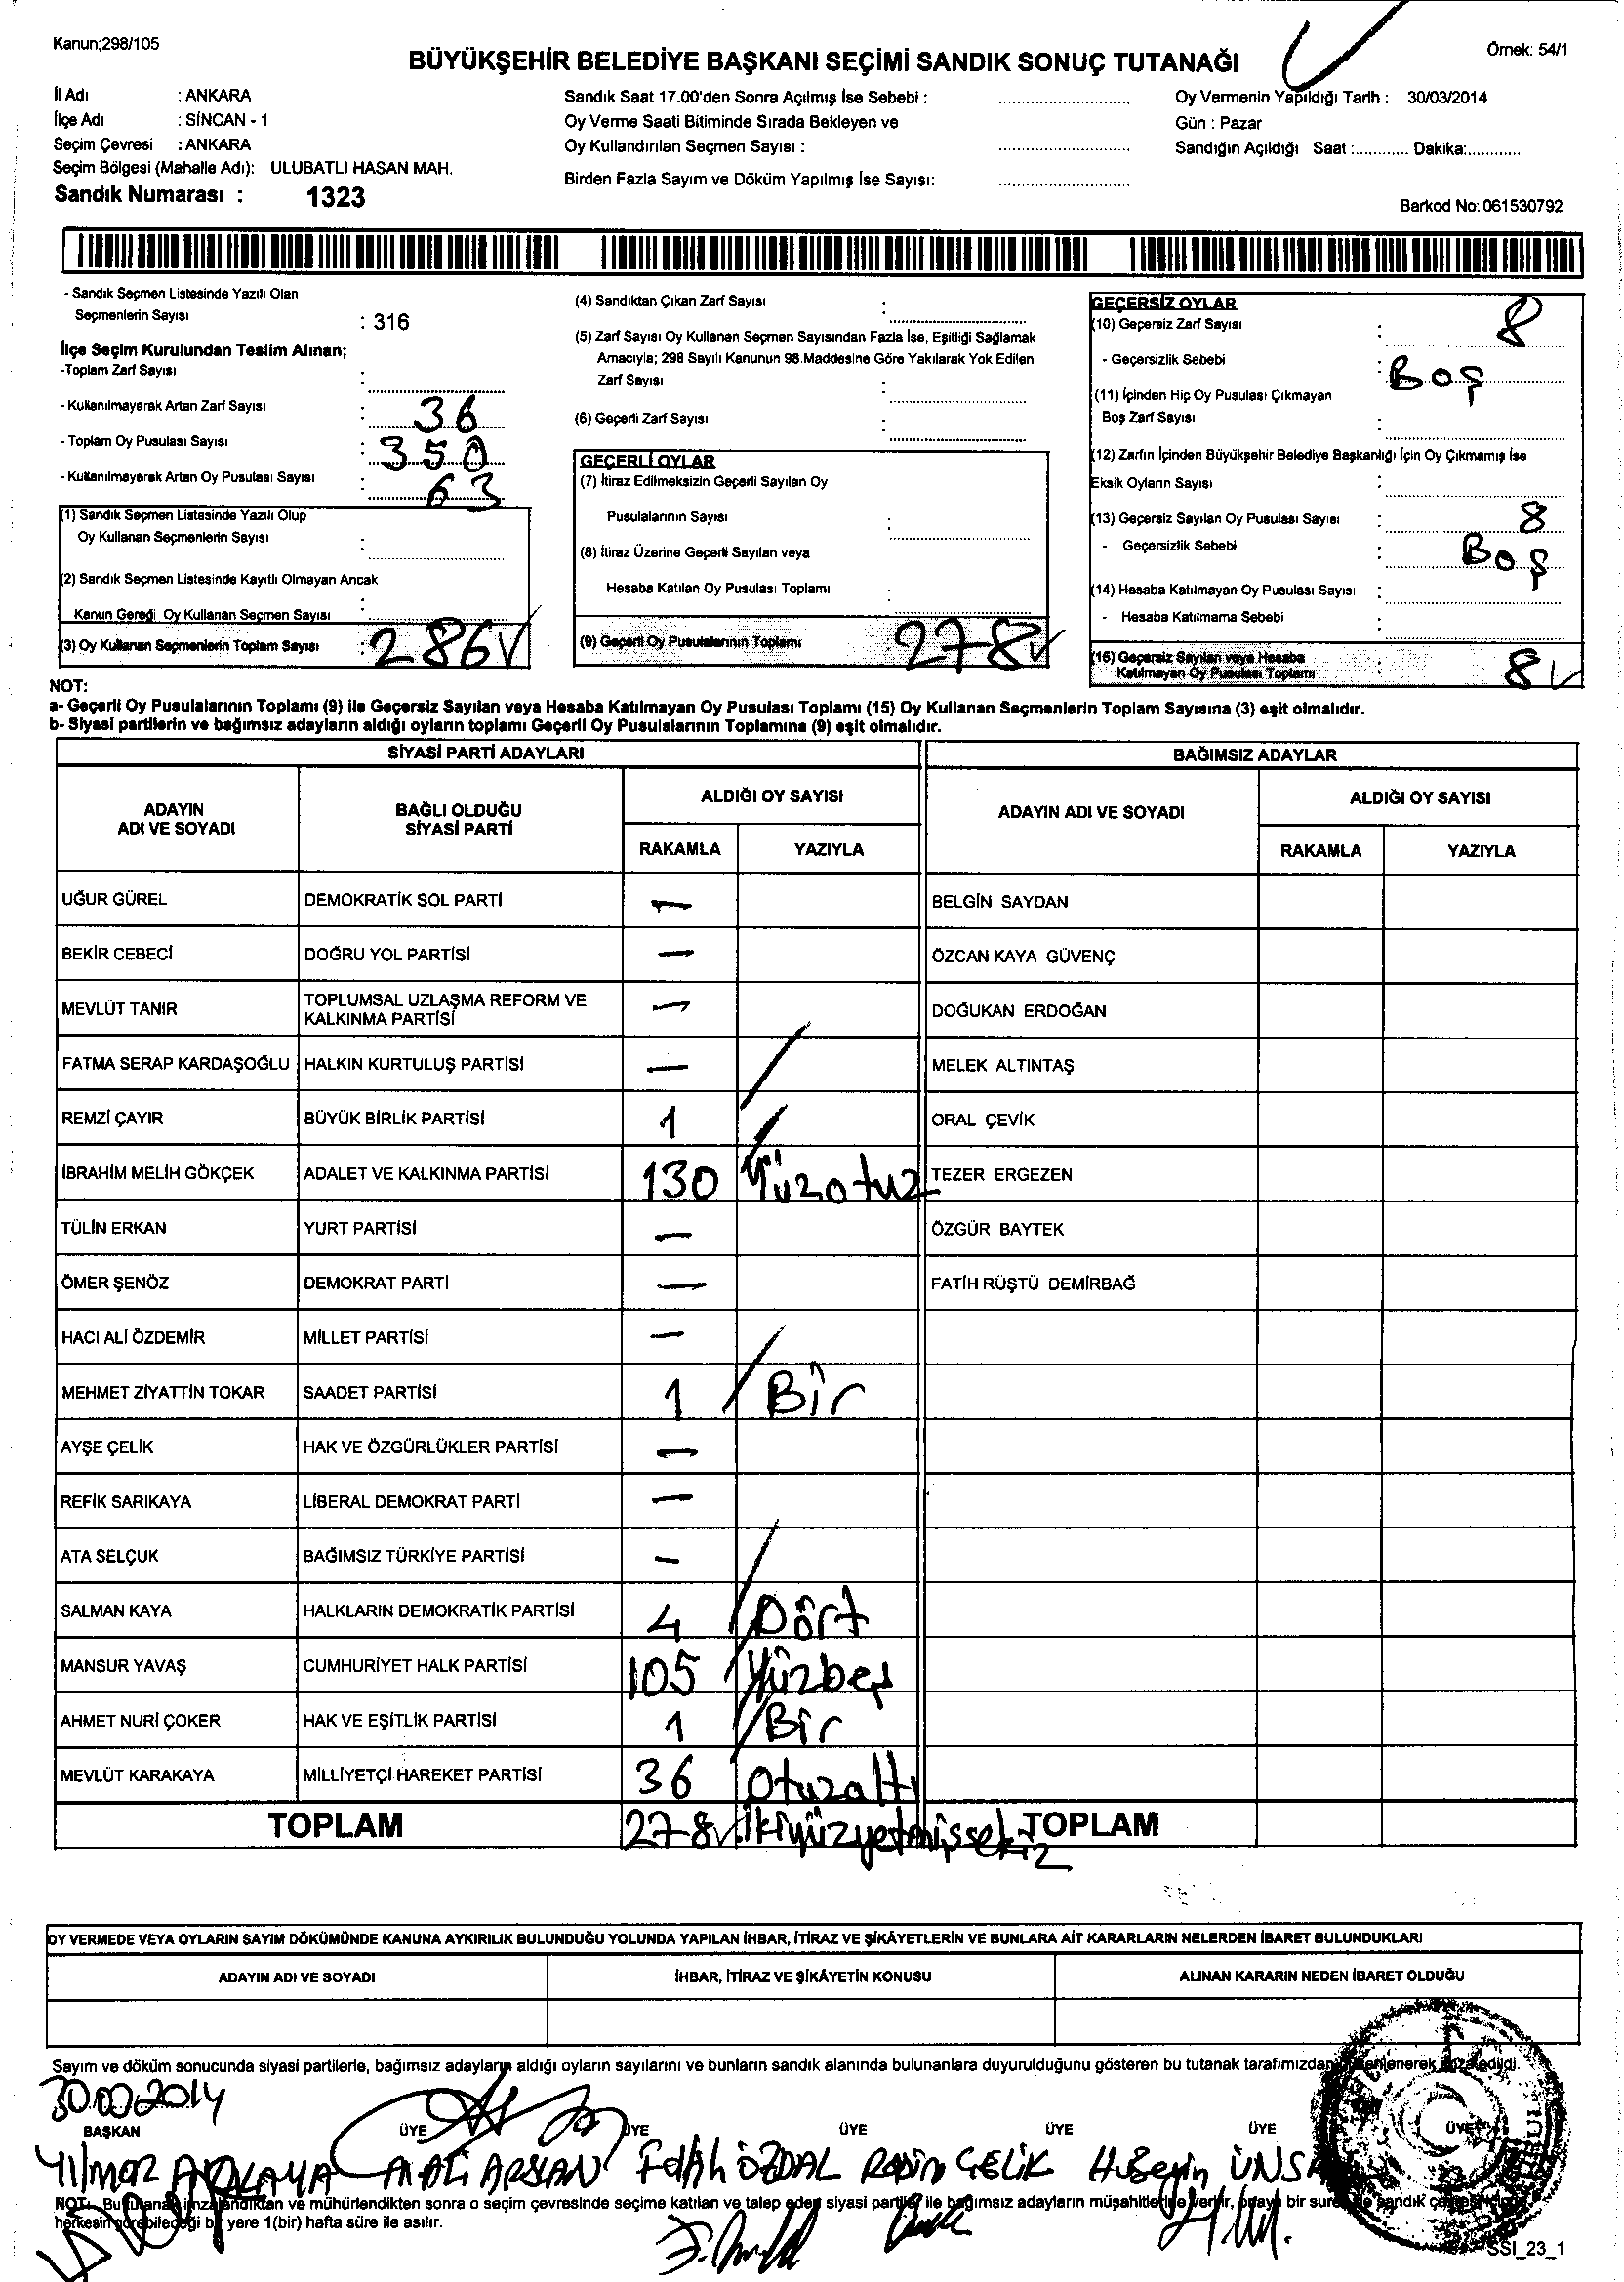 Kanun;298/105
Örnek: 54/1
BÜYÜKŞEHİR BELEDİYE BAŞKANI SEÇİMİ SANDIK SONUÇ TUTANAĞI
İl Adı : ANKARA
İlçe Adı : SİNCAN - 1
Seçim Çevresi : ANKARA
Seçim Bölgesi (Mahalle Adı): ULUBATLI HASAN MAH.
Sandık Numarası : 1323
Sandık Saat 17.00'den Sonra Açılmış İse Sebebi :
Oy Verme Saati Bitiminde Sırada Bekleyen ve
Oy Kullandırılan Seçmen Sayısı :
Birden Fazla Sayım ve Döküm Yapılmış İse Sayısı:
Oy Vermenin Yapıldığı Tarih : 30/03/2014
Gün : Pazar
Sandığın Açıldığı Saat :............ Dakika:............
Barkod No: 061530792
- Sandık Seçmen Listesinde Yazılı Olan
Seçmenlerin Sayısı : 316
İlçe Seçim Kurulundan Teslim Alınan;
-Toplam Zarf Sayısı :
- Kullanılmayarak Artan Zarf Sayısı : 36
- Toplam Oy Pusulası Sayısı : 350
- Kullanılmayarak Artan Oy Pusulası Sayısı : 63
(1) Sandık Seçmen Listesinde Yazılı Olup
Oy Kullanan Seçmenlerin Sayısı :
(2) Sandık Seçmen Listesinde Kayıtlı Olmayan Ancak
Kanun Gereği Oy Kullanan Seçmen Sayısı :
(3) Oy Kullanan Seçmenlerin Toplam Sayısı : 286
(4) Sandıktan Çıkan Zarf Sayısı :
(5) Zarf Sayısı Oy Kullanan Seçmen Sayısından Fazla İse, Eşitliği Sağlamak
Amacıyla; 298 Sayılı Kanunun 98.Maddesine Göre Yakılarak Yok Edilen
Zarf Sayısı :
(6) Geçerli Zarf Sayısı :
GEÇERLİ OYLAR
(7) İtiraz Edilmeksizin Geçerli Sayılan Oy
Pusulalarının Sayısı :
(8) İtiraz Üzerine Geçerli Sayılan veya
Hesaba Katılan Oy Pusulası Toplamı :
(9) Geçerli Oy Pusulalarının Toplamı 278
GEÇERSİZ OYLAR
(10) Geçersiz Zarf Sayısı : 8
- Geçersizlik Sebebi : Boş
(11) İçinden Hiç Oy Pusulası Çıkmayan
Boş Zarf Sayısı :
(12) Zarfın İçinden Büyükşehir Belediye Başkanlığı İçin Oy Çıkmamış İse
Eksik Oyların Sayısı :
(13) Geçersiz Sayılan Oy Pusulası Sayısı : 8
- Geçersizlik Sebebi : Boş
(14) Hesaba Katılmayan Oy Pusulası Sayısı :
- Hesaba Katılmama Sebebi :
(15) Geçersiz Sayılan veya Hesaba
Katılmayan Oy Pusulası Toplamı : 8
NOT:
a- Geçerli Oy Pusulalarının Toplamı (9) ile Geçersiz Sayılan veya Hesaba Katılmayan Oy Pusulası Toplamı (15) Oy Kullanan Seçmenlerin Toplam Sayısına (3) eşit olmalıdır.
b- Siyasi partilerin ve bağımsız adayların aldığı oyların toplamı Geçerli Oy Pusulalarının Toplamına (9) eşit olmalıdır.
SİYASİ PARTİ ADAYLARI BAĞIMSIZ ADAYLAR
ADAYIN ADI VE SOYADI BAĞLI OLDUĞU SİYASİ PARTİ ALDIĞI OY SAYISI RAKAMLA YAZIYLA
ADAYIN ADI VE SOYADI ALDIĞI OY SAYISI RAKAMLA YAZIYLA
UĞUR GÜREL DEMOKRATİK SOL PARTİ — BELGİN SAYDAN
BEKİR CEBECİ DOĞRU YOL PARTİSİ — ÖZCAN KAYA GÜVENÇ
MEVLÜT TANIR TOPLUMSAL UZLAŞMA REFORM VE KALKINMA PARTİSİ — DOĞUKAN ERDOĞAN
FATMA SERAP KARDAŞOĞLU HALKIN KURTULUŞ PARTİSİ — MELEK ALTINTAŞ
REMZİ ÇAYIR BÜYÜK BİRLİK PARTİSİ 1 ORAL ÇEVİK
İBRAHİM MELİH GÖKÇEK ADALET VE KALKINMA PARTİSİ 130 Yüzotuz TEZER ERGEZEN
TÜLİN ERKAN YURT PARTİSİ — ÖZGÜR BAYTEK
ÖMER ŞENÖZ DEMOKRAT PARTİ — FATİH RÜŞTÜ DEMİRBAĞ
HACI ALİ ÖZDEMİR MİLLET PARTİSİ —
MEHMET ZİYATTİN TOKAR SAADET PARTİSİ 1 Bir
AYŞE ÇELİK HAK VE ÖZGÜRLÜKLER PARTİSİ —
REFİK SARIKAYA LİBERAL DEMOKRAT PARTİ —
ATA SELÇUK BAĞIMSIZ TÜRKİYE PARTİSİ —
SALMAN KAYA HALKLARIN DEMOKRATİK PARTİSİ 4 Dört
MANSUR YAVAŞ CUMHURİYET HALK PARTİSİ 105 Yüzbeş
AHMET NURİ ÇOKER HAK VE EŞİTLİK PARTİSİ 1 Bir
MEVLÜT KARAKAYA MİLLİYETÇİ HAREKET PARTİSİ 36 Otuzaltı
TOPLAM 278 İkiyüzyetmişsekiz TOPLAM
OY VERMEDE VEYA OYLARIN SAYIM DÖKÜMÜNDE KANUNA AYKIRILIK BULUNDUĞU YOLUNDA YAPILAN İHBAR, İTİRAZ VE ŞİKÂYETLERİN VE BUNLARA AİT KARARLARIN NELERDEN İBARET BULUNDUKLARI
ADAYIN ADI VE SOYADI İHBAR, İTİRAZ VE ŞİKÂYETİN KONUSU ALINAN KARARIN NEDEN İBARET OLDUĞU
Sayım ve döküm sonucunda siyasi partilerle, bağımsız adayların aldığı oyların sayılarını ve bunların sandık alanında bulunanlara duyurulduğunu gösteren bu tutanak tarafımızdan düzenlenerek imza edildi.
30.03.2014
BAŞKAN ÜYE ÜYE ÜYE ÜYE ÜYE ÜYE
Yılmaz ARSLAN Fatih ÖZDAL ÇELİK Hüseyin
NOT: Bu tutanak imzalandıktan ve mühürlendikten sonra o seçim çevresinde seçime katılan ve talep eden siyasi partiler ile bağımsız adayların müşahitlerine verilir, onaylı bir sureti de sandık çevresinde
herkesin görebileceği bir yere 1(bir) hafta süre ile asılır.
SSI_23_1